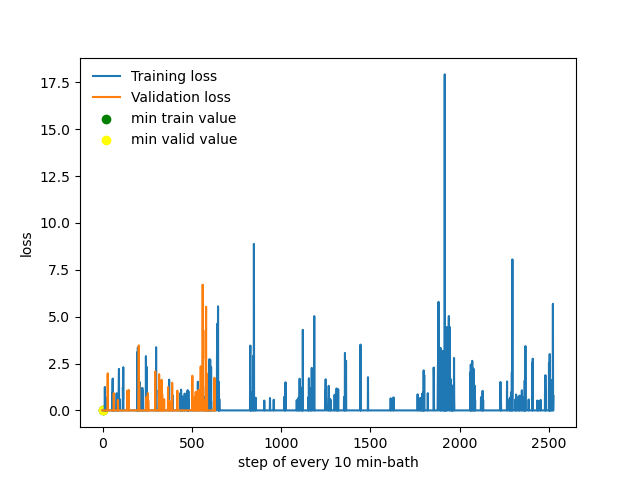 Training loss
Validation loss
min train value
min valid value
17.5
15.0
12.5
10.0
7.5
5.0
2.5
0.0
loss
0 500 1000 1500 2000 2500
step of every 10 min-bath